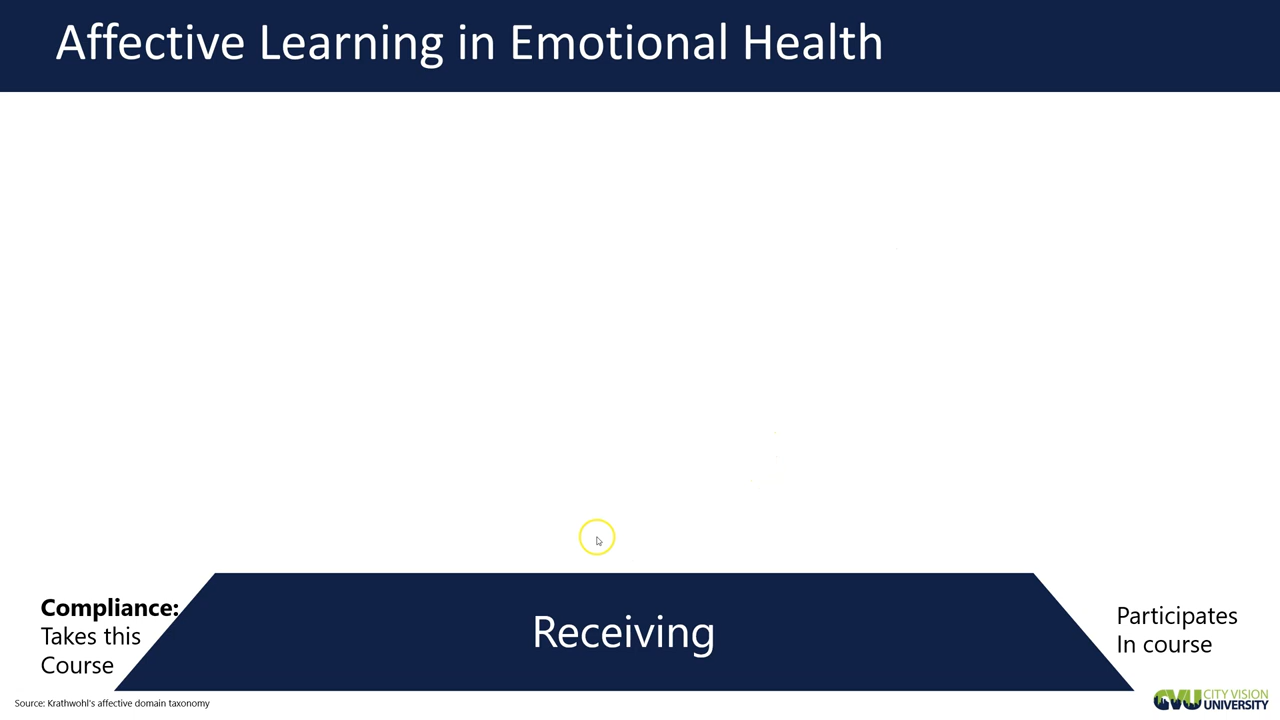 Affective Learning in Emotional Health
Compliance:
Takes this
Course
Receiving
Participates
In course
Source: Krathwohl's affective domain taxonomy
CVU CITY VISION
UNIVERSITY